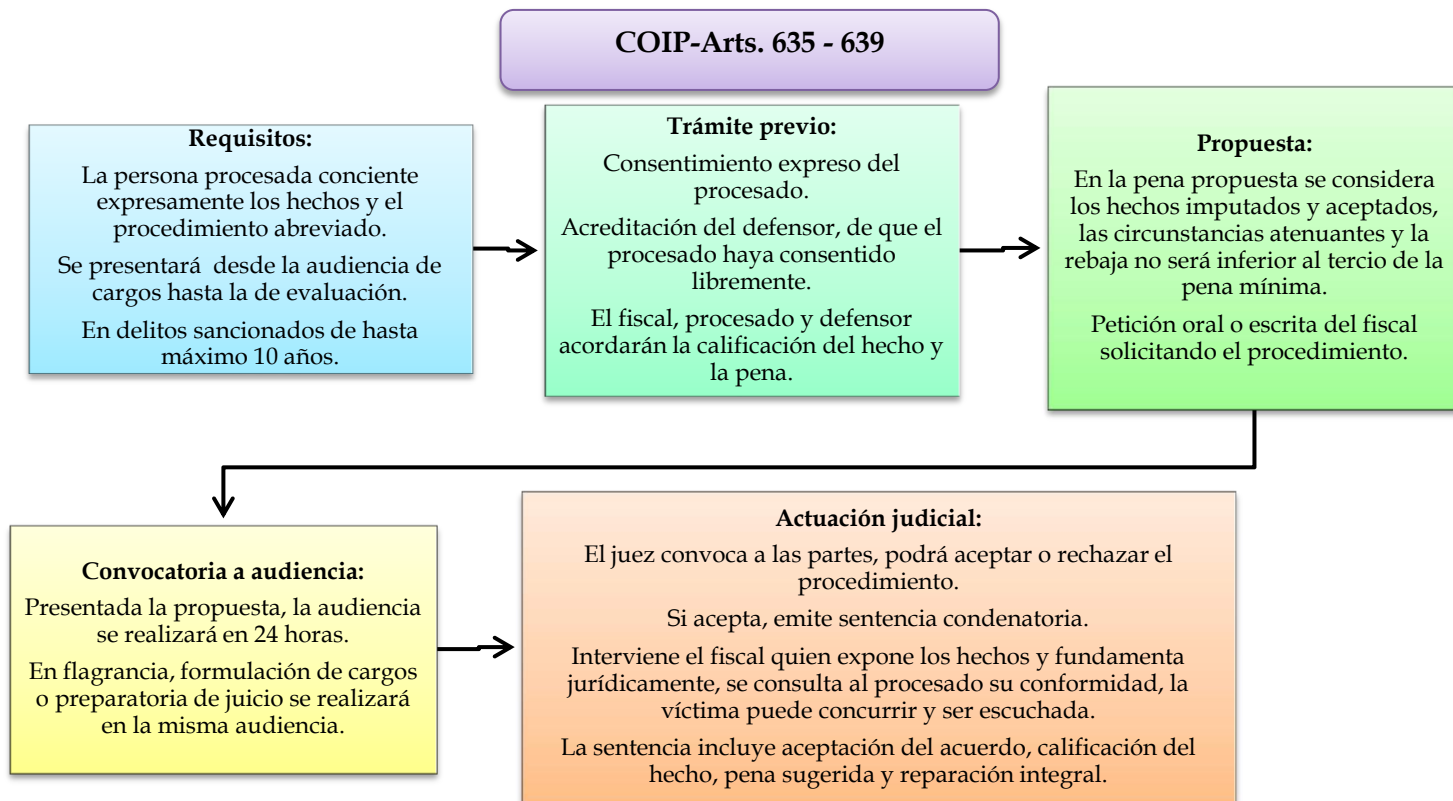 COIP-Arts. 635 - 639
Requisitos:
La persona procesada conciente
expresamente los hechos y el
procedimiento abreviado.
Se presentará desde la audiencia de
cargos hasta la de evaluación.
En delitos sancionados de hasta
máximo 10 años.
Trámite previo:
Consentimiento expreso del
procesado.
Acreditación del defensor, de que el
procesado haya consentido
libremente.
El fiscal, procesado y defensor
acordarán la calificación del hecho y
la pena.
Propuesta:
En la pena propuesta se considera
los hechos imputados y aceptados,
las circunstancias atenuantes y la
rebaja no será inferior al tercio de la
pena mínima.
Petición oral o escrita del fiscal
solicitando el procedimiento.
Convocatoria a audiencia:
Presentada la propuesta, la audiencia
se realizará en 24 horas.
En flagrancia, formulación de cargos
o preparatoria de juicio se realizará
en la misma audiencia.
Actuación judicial:
El juez convoca a las partes, podrá aceptar o rechazar el
procedimiento.
Si acepta, emite sentencia condenatoria.
Interviene el fiscal quien expone los hechos y fundamenta
jurídicamente, se consulta al procesado su conformidad, la
víctima puede concurrir y ser escuchada.
La sentencia incluye aceptación del acuerdo, calificación del
hecho, pena sugerida y reparación integral.